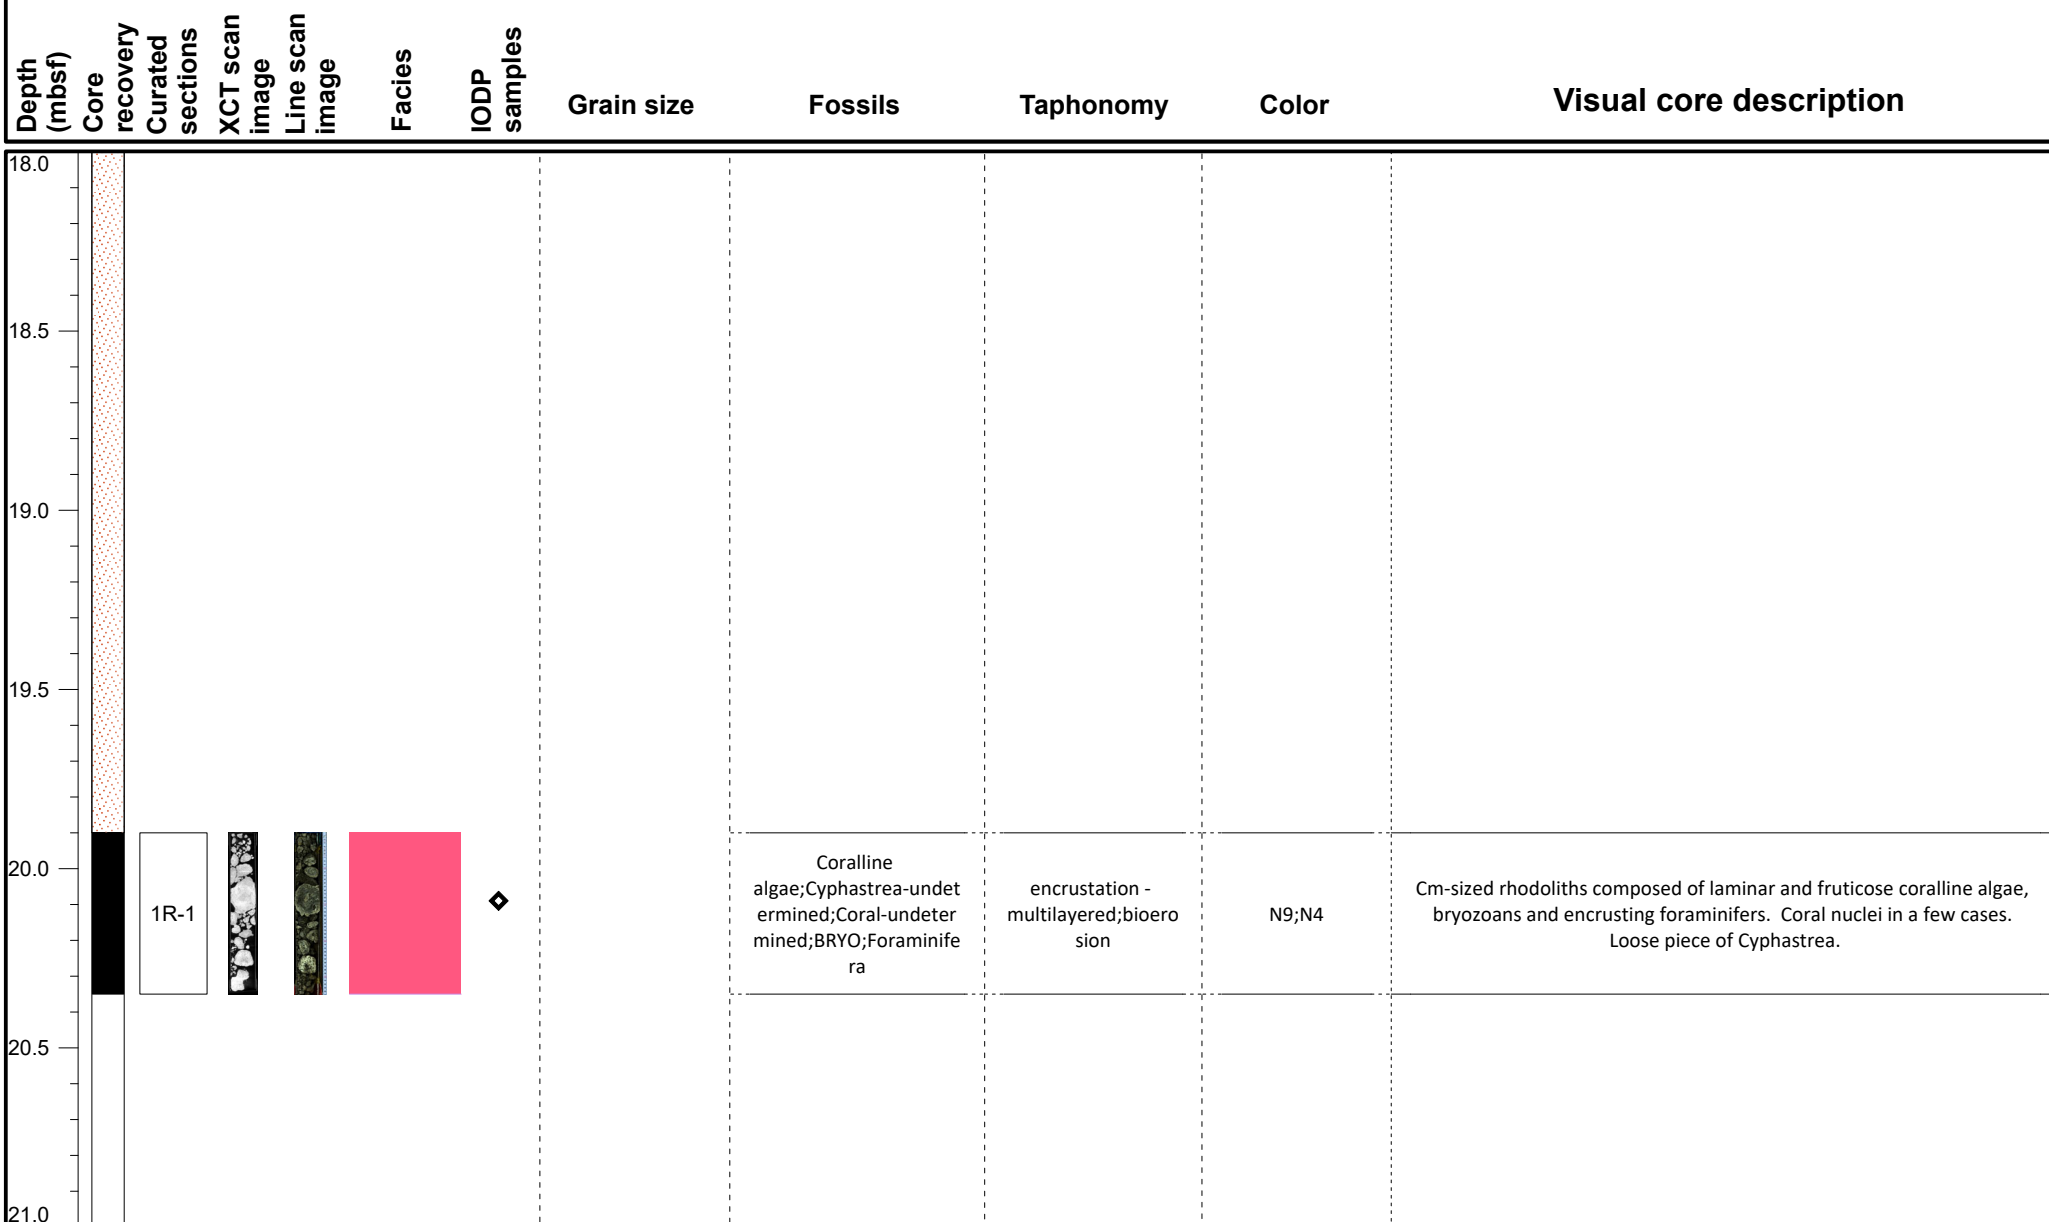 Depth
(mbsf)
Core
recovery
Curated
sections
XCT scan
image
Line scan
image
Facies
IODP
samples
Grain size
Fossils
Taphonomy
Color
Visual core description
18.0
18.5
19.0
19.5
20.0
20.5
21.0
1R-1
Coralline
algae;Cyphastrea-undet
ermined;Coral-undeter
mined;BRYO;Foraminife
ra
encrustation -
multilayered;bioero
sion
N9;N4
Cm-sized rhodoliths composed of laminar and fruticose coralline algae,
bryozoans and encrusting foraminifers.  Coral nuclei in a few cases.
Loose piece of Cyphastrea.